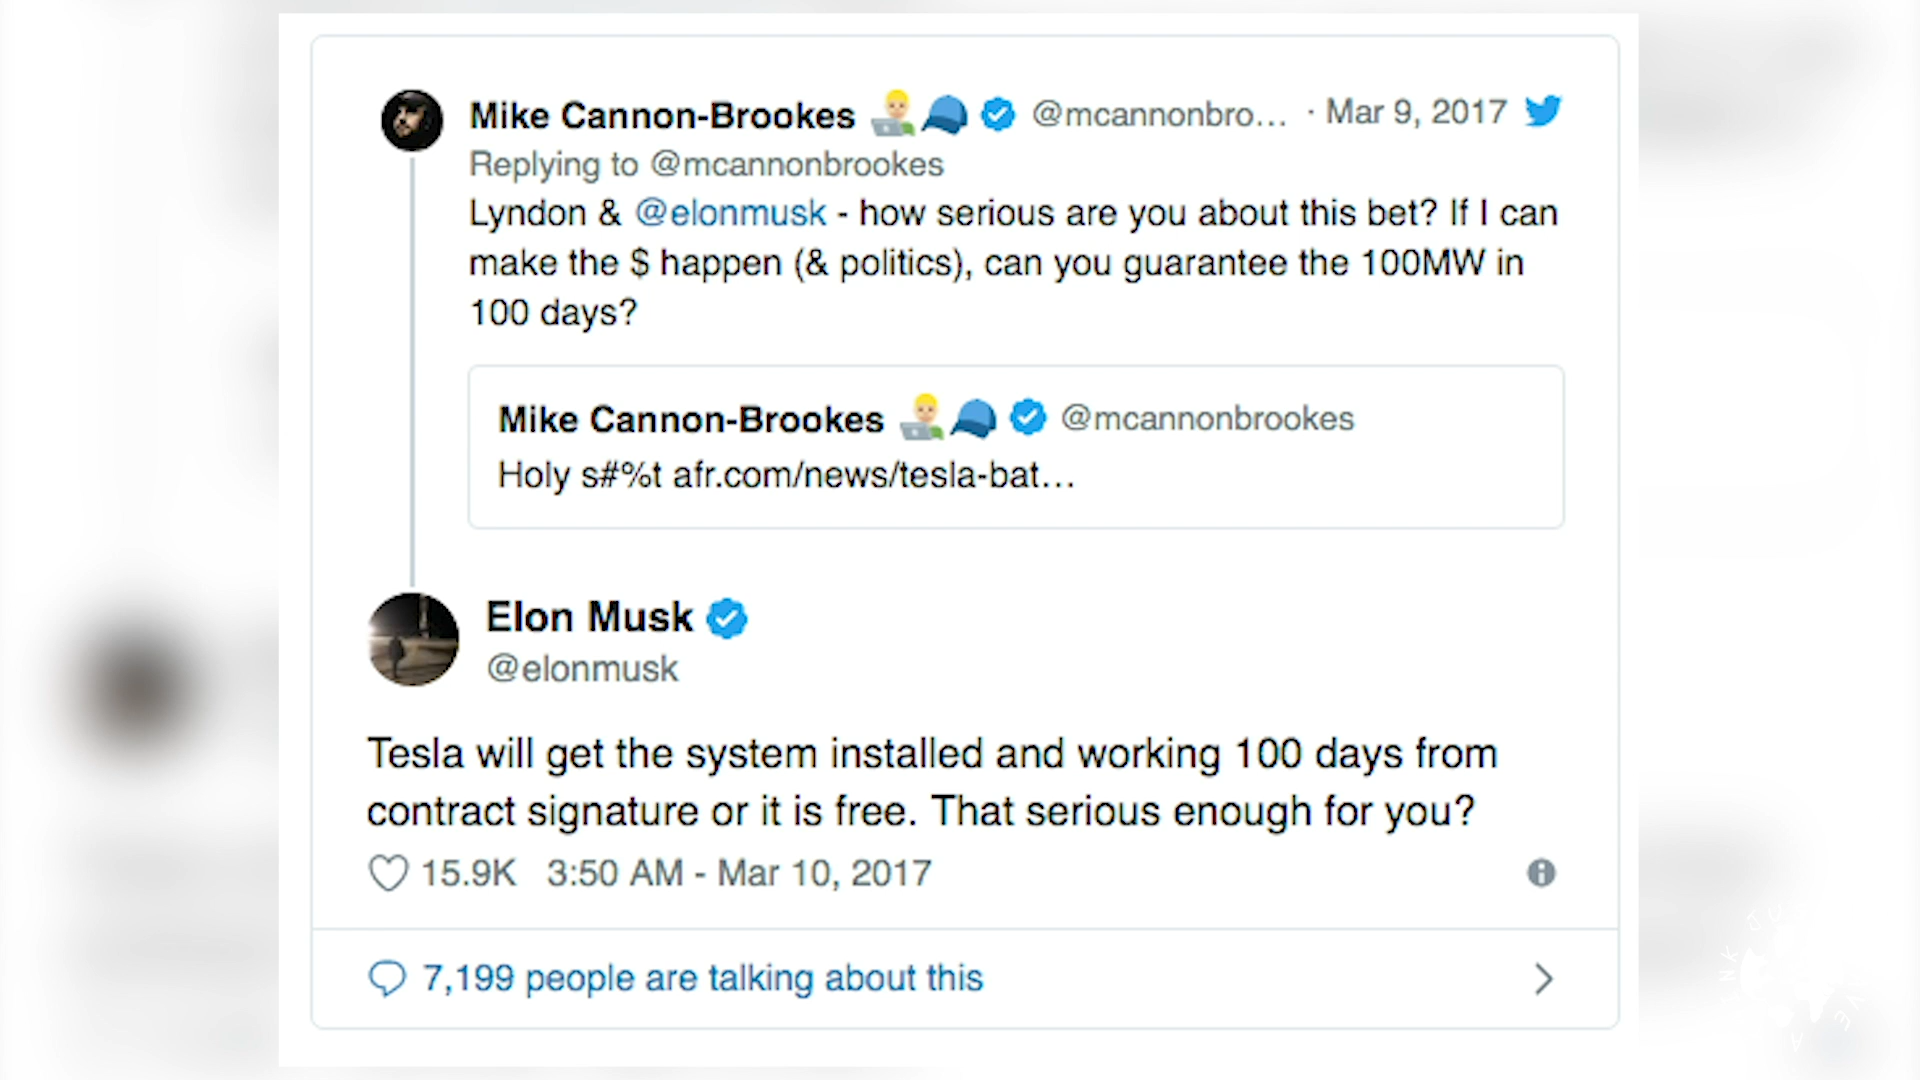 Mike Cannon-Brookes @mcannonbro... · Mar 9, 2017
Replying to @mcannonbrookes
Lyndon & @elonmusk - how serious are you about this bet? If I can
make the $ happen (& politics), can you guarantee the 100MW in
100 days?
Mike Cannon-Brookes @mcannonbrookes
Holy s#%t afr.com/news/tesla-bat...
Elon Musk
@elonmusk
Tesla will get the system installed and working 100 days from
contract signature or it is free. That serious enough for you?
15.9K 3:50 AM - Mar 10, 2017
7,199 people are talking about this